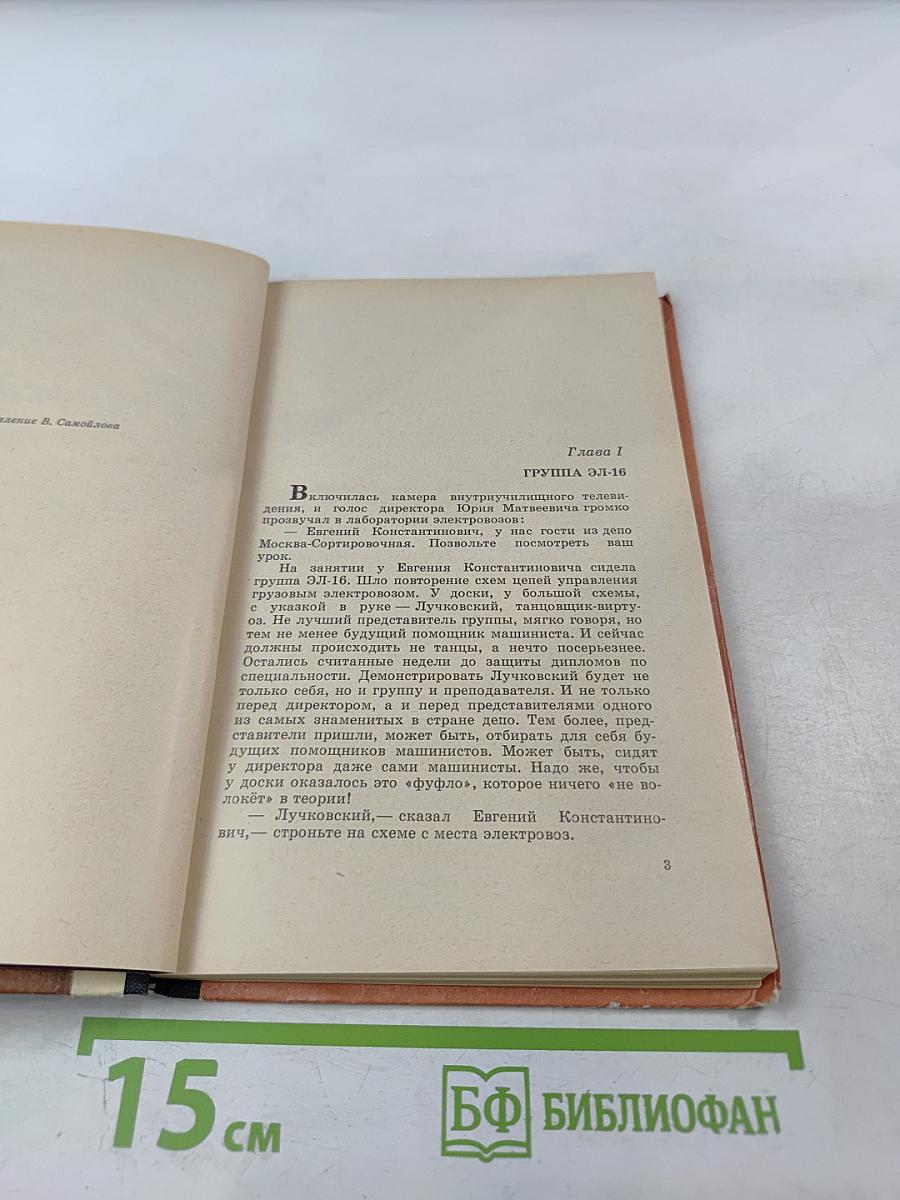 ление В. Самойлова
Глава I
ГРУППА ЭЛ-16
Включилась камера внутриучилищного телеви-
дения, и голос директора Юрия Матвеевича громко
прозвучал в лаборатории электровозов:
— Евгений Константинович, у нас гости из депо
Москва-Сортировочная. Позвольте посмотреть ваш
урок.
На занятии у Евгения Константиновича сидела
группа ЭЛ-16. Шло повторение схем цепей управления
грузовым электровозом. У доски, у большой схемы,
с указкой в руке — Лучковский, танцовщик-вирту-
оз. Не лучший представитель группы, мягко говоря, но
тем не менее будущий помощник машиниста. И сейчас
должны происходить не танцы, а нечто посерьезнее.
Остались считанные недели до защиты дипломов по
специальности. Демонстрировать Лучковский будет не
только себя, но и группу и преподавателя. И не только
перед директором, а и перед представителями одного
из самых знаменитых в стране депо. Тем более, пред-
ставители пришли, может быть, отбирать для себя бу-
дущих помощников машинистов. Может быть, сидят
у директора даже сами машинисты. Надо же, чтобы
у доски оказалось это «фуфло», которое ничего «не во-
локёт» в теории!
— Лучковский,— сказал Евгений Константино-
вич,— строньте на схеме с места электровоз.
3
15 см
БФ БИБЛИОФАН